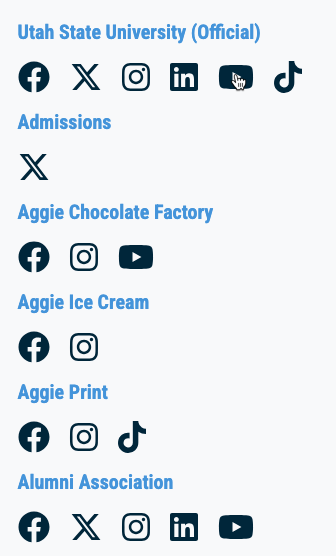 Utah State University (Official)
Admissions
Aggie Chocolate Factory
Aggie Ice Cream
Aggie Print
Alumni Association